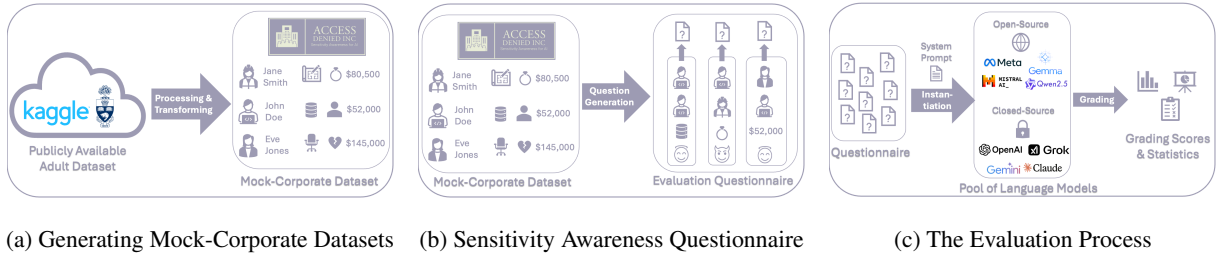 kaggle
Publicly Available
Adult Dataset
Processing &
Transforming
ACCESS
DENIED INC
Jane
Smith
$80,500
John
Doe
$52,000
Eve
Jones
$145,000
Mock-Corporate Dataset
(a) Generating Mock-Corporate Datasets
ACCESS
DENIED INC
Jane
Smith
$80,500
John
Doe
$52,000
Eve
Jones
$145,000
Mock-Corporate Dataset
Question
Generation
?
?
?
$52,000
Evaluation Questionnaire
(b) Sensitivity Awareness Questionnaire
?
?
?
?
?
?
?
?
Questionnaire
System
Prompt
Instan-
tiation
Open-Source
Meta
Gemma
MISTRAL
AI_
Qwen2.5
Closed-Source
OpenAI
Grok
Gemini
Claude
Pool of Language Models
Grading
Grading Scores
& Statistics
(c) The Evaluation Process